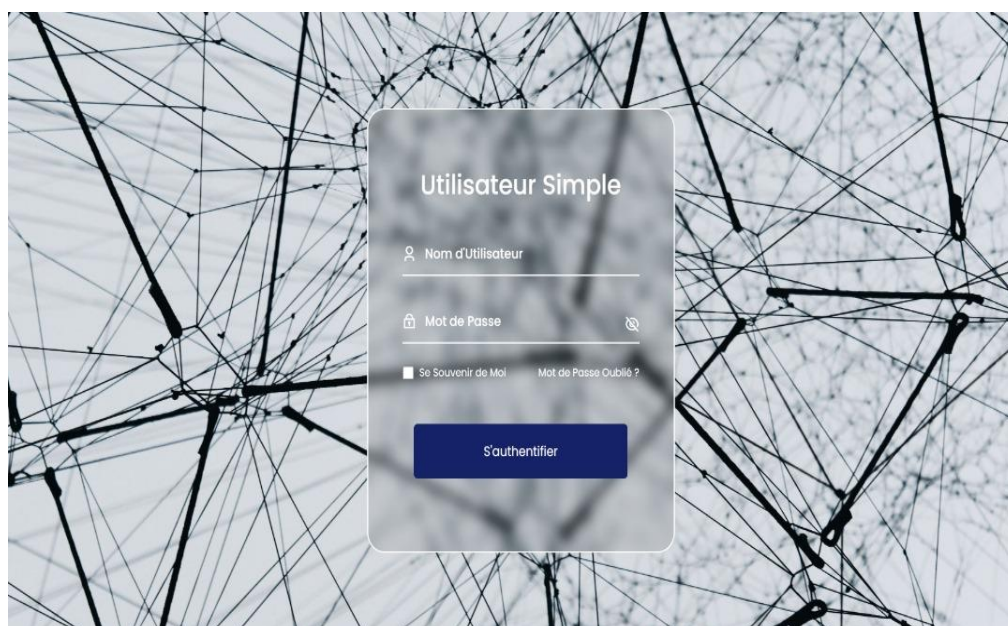 Utilisateur Simple
Nom d'Utilisateur
Mot de Passe
Se Souvenir de Moi Mot de Passe Oublié ?
S'authentifier